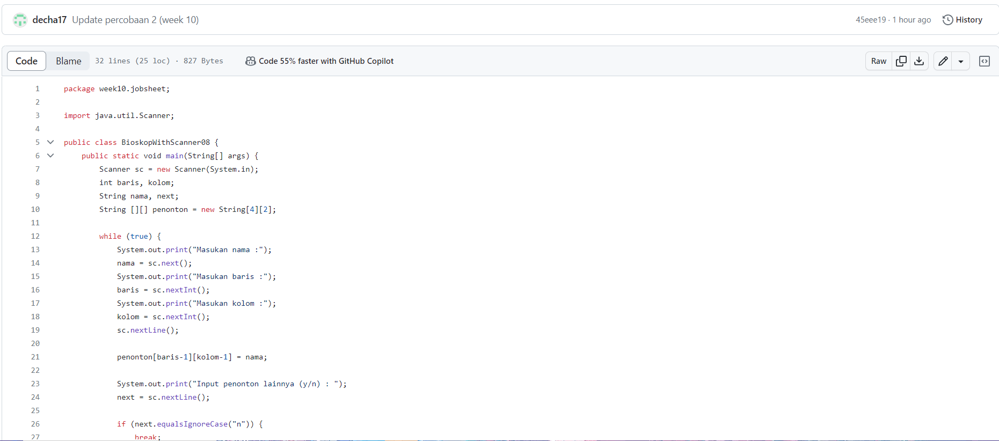 decha17 Update percobaan 2 (week 10) 45eee19 · 1 hour ago History
Code Blame 32 lines (25 loc) · 827 Bytes Code 55% faster with GitHub Copilot Raw
1 package week10.jobsheet;
2
3 import java.util.Scanner;
4
5 public class BioskopWithScanner08 {
6 public static void main(String[] args) {
7 Scanner sc = new Scanner(System.in);
8 int baris, kolom;
9 String nama, next;
10 String [][] penonton = new String[4][2];
11
12 while (true) {
13 System.out.print("Masukan nama :");
14 nama = sc.next();
15 System.out.print("Masukan baris :");
16 baris = sc.nextInt();
17 System.out.print("Masukan kolom :");
18 kolom = sc.nextInt();
19 sc.nextLine();
20
21 penonton[baris-1][kolom-1] = nama;
22
23 System.out.print("Input penonton lainnya (y/n) : ");
24 next = sc.nextLine();
25
26 if (next.equalsIgnoreCase("n")) {
27 break;